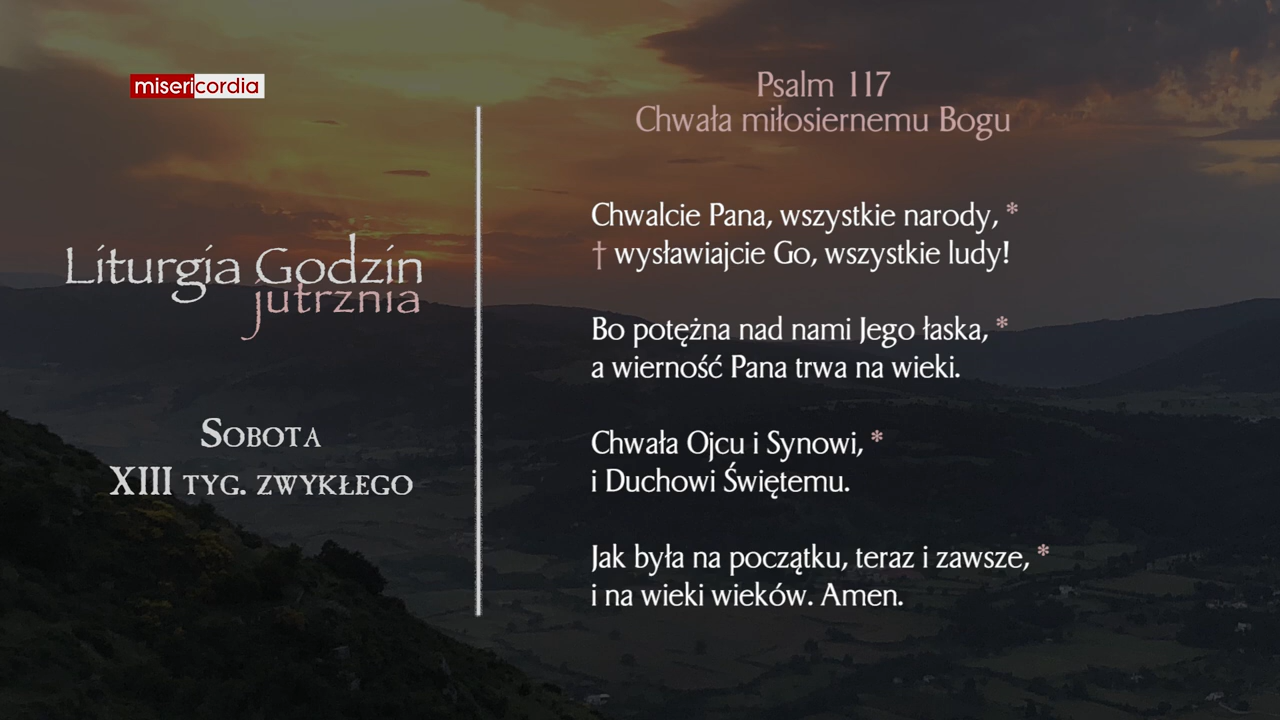 misericordia
Liturgia Godzin
jutrznia
Sobota
XIII tyg. zwykłego
Psalm 117
Chwała miłosiernemu Bogu
Chwalcie Pana, wszystkie narody, *
† wysławiajcie Go, wszystkie ludy!
Bo potężna nad nami Jego łaska, *
a wierność Pana trwa na wieki.
Chwała Ojcu i Synowi, *
i Duchowi Świętemu.
Jak była na początku, teraz i zawsze, *
i na wieki wieków. Amen.